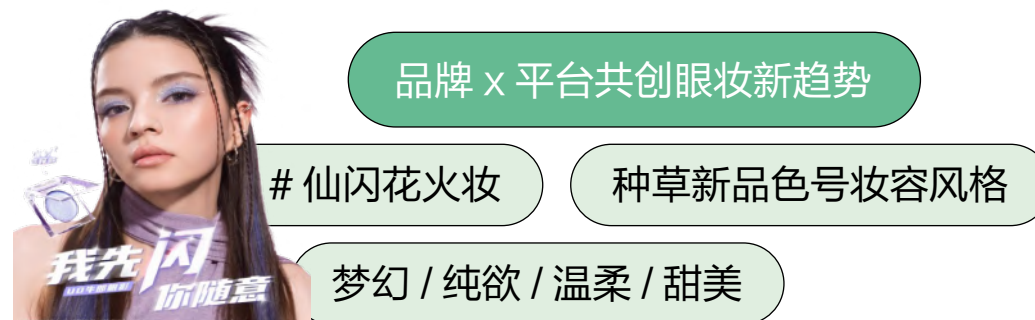 品牌 x 平台共创眼妆新趋势
# 仙闪花火妆
种草新品色号妆容风格
梦幻 / 纯欲 / 温柔 / 甜美
我先闪
你随意